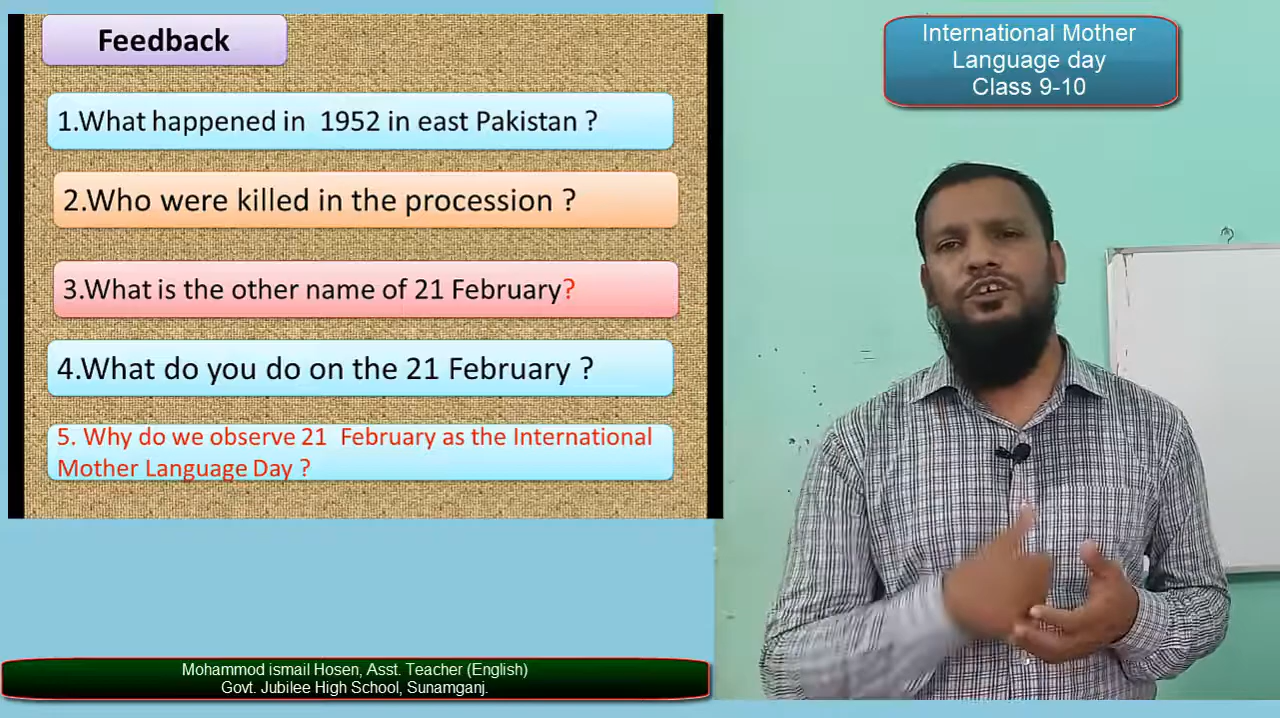 Feedback
1.What happened in 1952 in east Pakistan ?
2.Who were killed in the procession ?
3.What is the other name of 21 February?
4.What do you do on the 21 February ?
5. Why do we observe 21 February as the International
Mother Language Day ?
International Mother
Language day
Class 9-10
Mohammod ismail Hosen, Asst. Teacher (English)
Govt. Jubilee High School, Sunamganj.